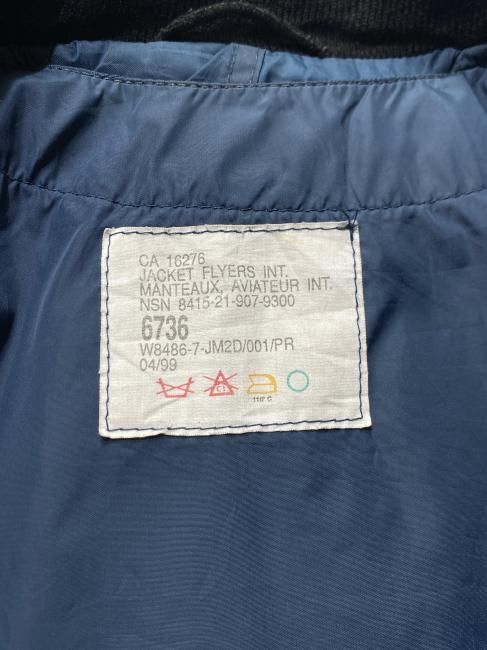 CA 16276
JACKET FLYERS INT.
MANTEAUX, AVIATEUR INT.
NSN 8415-21-907-9300
6736
W8486-7-JM2D/001/PR
04/99
CL
110° C